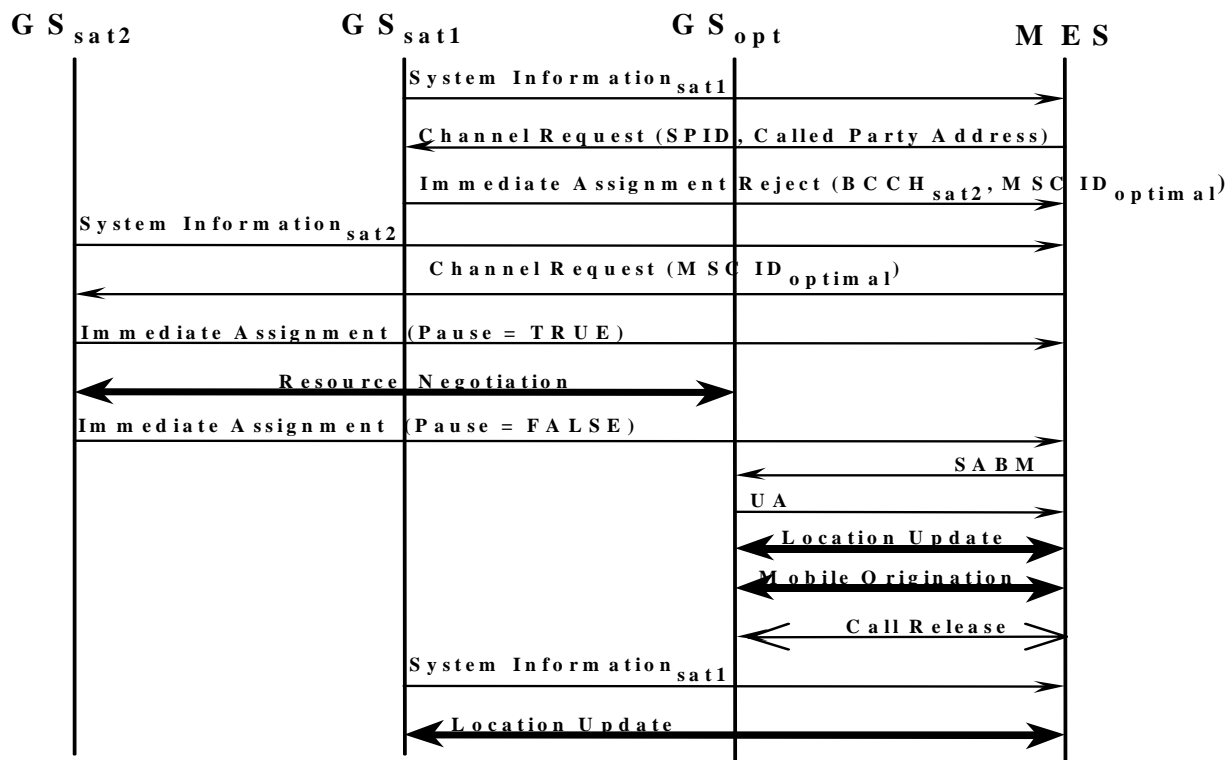 GS sat2 GS sat1 GS opt MES
System Information sat1
Channel Request (SPID, Called Party Address)
Immediate Assignment Reject (BCCH sat2, MSC ID optimal)
System Information sat2
Channel Request (MSC ID optimal)
Immediate Assignment (Pause = TRUE)
Resource Negotiation
Immediate Assignment (Pause = FALSE)
SABM
UA
Location Update
Mobile Origination
Call Release
System Information sat1
Location Update